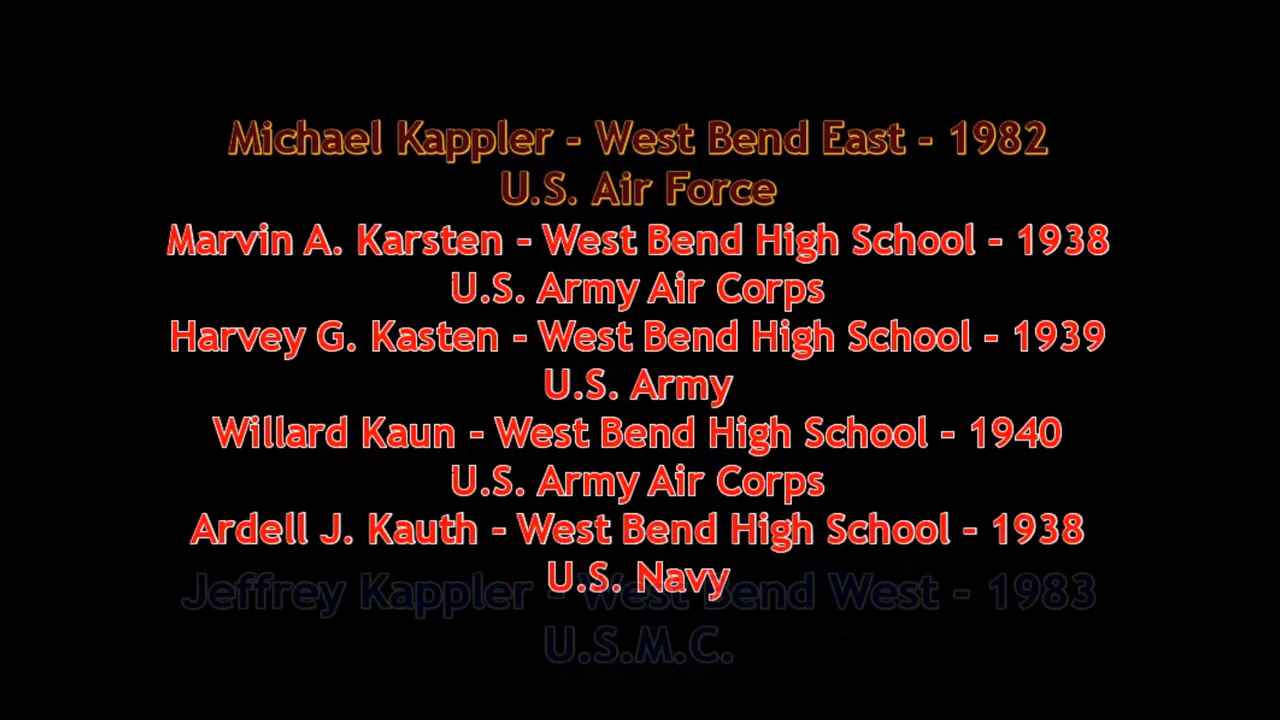 Michael Kappler - West Bend East - 1982
U.S. Air Force
Marvin A. Karsten - West Bend High School - 1938
U.S. Army Air Corps
Harvey G. Kasten - West Bend High School - 1939
U.S. Army
Willard Kaun - West Bend High School - 1940
U.S. Army Air Corps
Ardell J. Kauth - West Bend High School - 1938
U.S. Navy
Jeffrey Kappler - West Bend West - 1983
U.S.M.C.